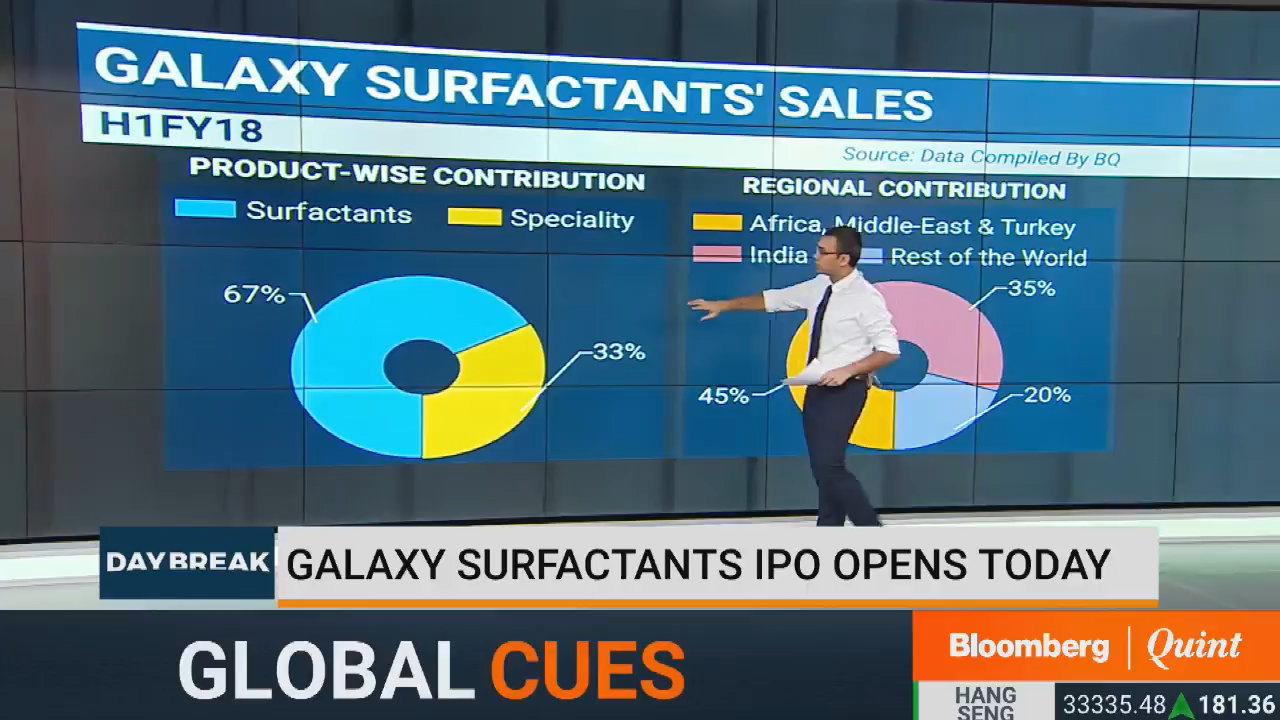 GALAXY SURFACTANTS' SALES
H1FY18
Source: Data Compiled By BQ
PRODUCT-WISE CONTRIBUTION
Surfactants
Speciality
67%
33%
REGIONAL CONTRIBUTION
Africa, Middle-East & Turkey
India
Rest of the World
35%
45%
20%
DAYBREAK
GALAXY SURFACTANTS IPO OPENS TODAY
GLOBAL CUES
Bloomberg | Quint
HANG SENG
33335.48 181.36